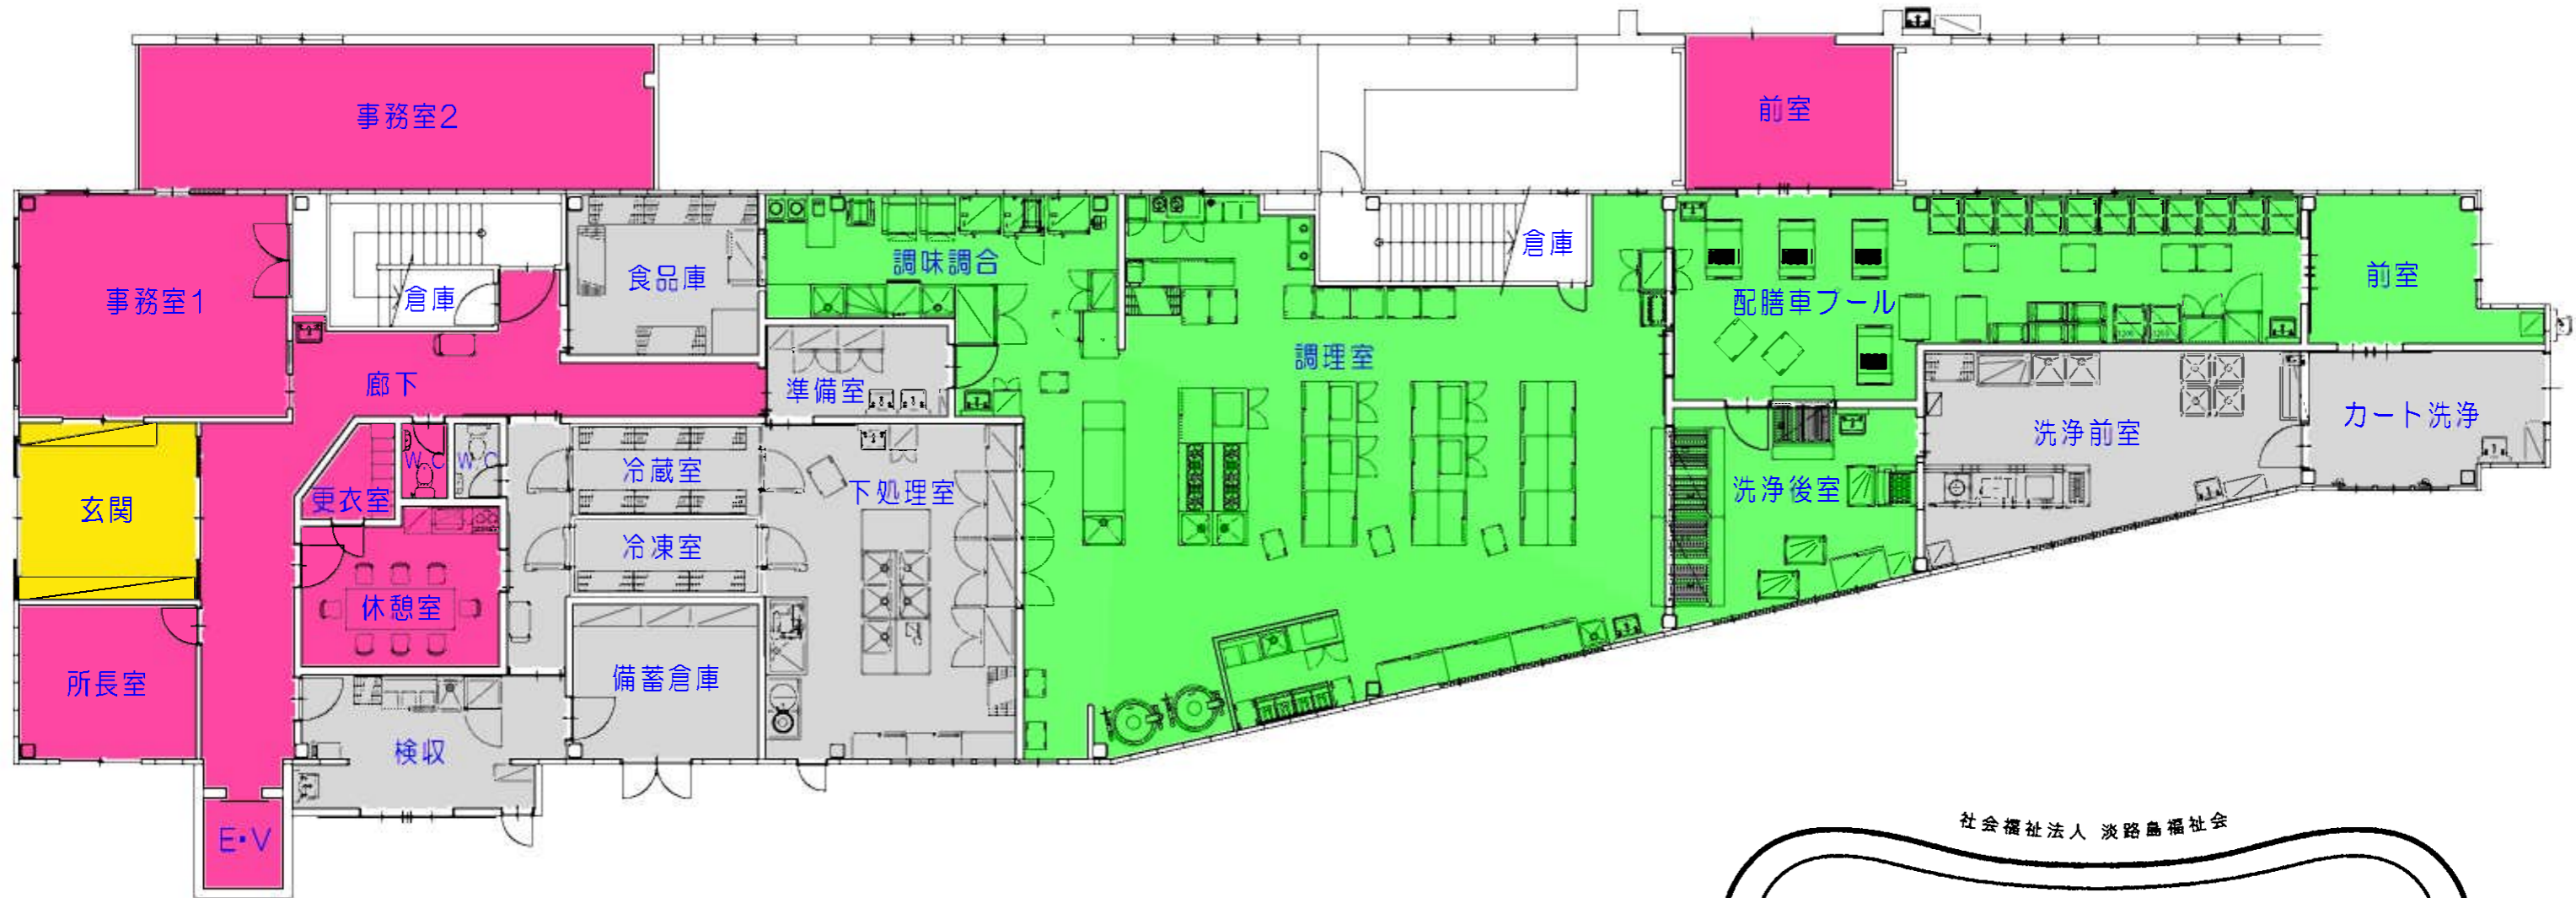 事務室2
前室
倉庫
調味調合
食品庫
前室
事務室1
倉庫
配膳車プール
調理室
廊下
準備室
カート洗浄
洗浄前室
W.C
W.C
冷蔵室
下処理室
洗浄後室
更衣室
玄関
冷凍室
休憩室
所長室
備蓄倉庫
検収
E・V
社会福祉法人 淡路島福祉会